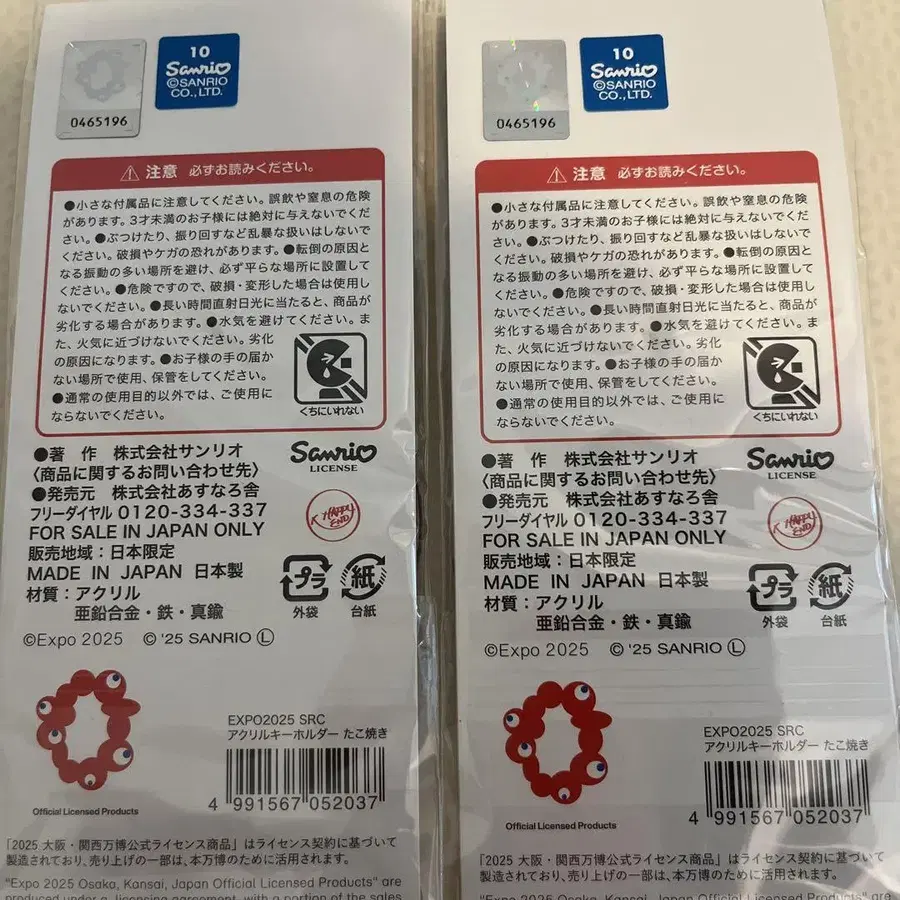 10
Sanrio
©SANRIO
CO.,LTD.
0465196
⚠ 注意 必ずお読みください。
●小さな付属品に注意してください。誤飲や窒息の危険
があります。3才未満のお子様には絶対に与えないでくだ
さい。●ぶつけたり、振り回すなど乱暴な扱いはしないで
ください。破損やケガの恐れがあります。●転倒の原因と
なる振動の多い場所を避け、必ず平らな場所に設置して
ください。●危険ですので、破損・変形した場合は使用し
ないでください。●長い時間直射日光に当たると、商品が
劣化する場合があります。●水気を避けてください。ま
た、火気に近づけないでください。劣化
の原因になります。●お子様の手の届か
ない場所で使用、保管をしてください。
●通常の使用目的以外では、ご使用に
ならないでください。
くちにいれない
●著 作 株式会社サンリオ
〈商品に関するお問い合わせ先〉
●発売元 株式会社あすなろ舎
フリーダイヤル 0120-334-337
FOR SALE IN JAPAN ONLY
販売地域:日本限定
MADE IN JAPAN 日本製
材質:アクリル
亜鉛合金・鉄・真鍮
©Expo 2025 © '25 SANRIO Ⓛ
Sanrio
LICENSE
K HAPPY
END
プラ
外袋
紙
台紙
Official Licensed Products
EXPO2025 SRC
アクリルキーホルダー たこ焼き
4 991567 052037
「2025 大阪・関西万博公式ライセンス商品」はライセンス契約に基づいて
製造されており、売り上げの一部は、本万博のために活用されます。
"Expo 2025 Osaka, Kansai, Japan Official Licensed Products" are
produced under a licensing agreement, with a portion of the sales
10
Sanrio
©SANRIO
CO.,LTD.
0465196
⚠ 注意 必ずお読みください。
●小さな付属品に注意してください。誤飲や窒息の危険
があります。3才未満のお子様には絶対に与えないでくだ
さい。●ぶつけたり、振り回すなど乱暴な扱いはしないで
ください。破損やケガの恐れがあります。●転倒の原因と
なる振動の多い場所を避け、必ず平らな場所に設置して
ください。●危険ですので、破損・変形した場合は使用し
ないでください。●長い時間直射日光に当たると、商品が
劣化する場合があります。●水気を避けてください。ま
た、火気に近づけないでください。劣化
の原因になります。●お子様の手の届か
ない場所で使用、保管をしてください。
●通常の使用目的以外では、ご使用に
ならないでください。
くちにいれない
●著 作 株式会社サンリオ
〈商品に関するお問い合わせ先〉
●発売元 株式会社あすなろ舎
フリーダイヤル 0120-334-337
FOR SALE IN JAPAN ONLY
販売地域:日本限定
MADE IN JAPAN 日本製
材質:アクリル
亜鉛合金・鉄・真鍮
©Expo 2025 © '25 SANRIO Ⓛ
Sanrio
LICENSE
K HAPPY
END
プラ
外袋
紙
台紙
Official Licensed Products
EXPO2025 SRC
アクリルキーホルダー たこ焼き
4 991567 052037
「2025 大阪・関西万博公式ライセンス商品」はライセンス契約に基づいて
製造されており、売り上げの一部は、本万博のために活用されます。
"Expo 2025 Osaka, Kansai, Japan Official Licensed Products" are